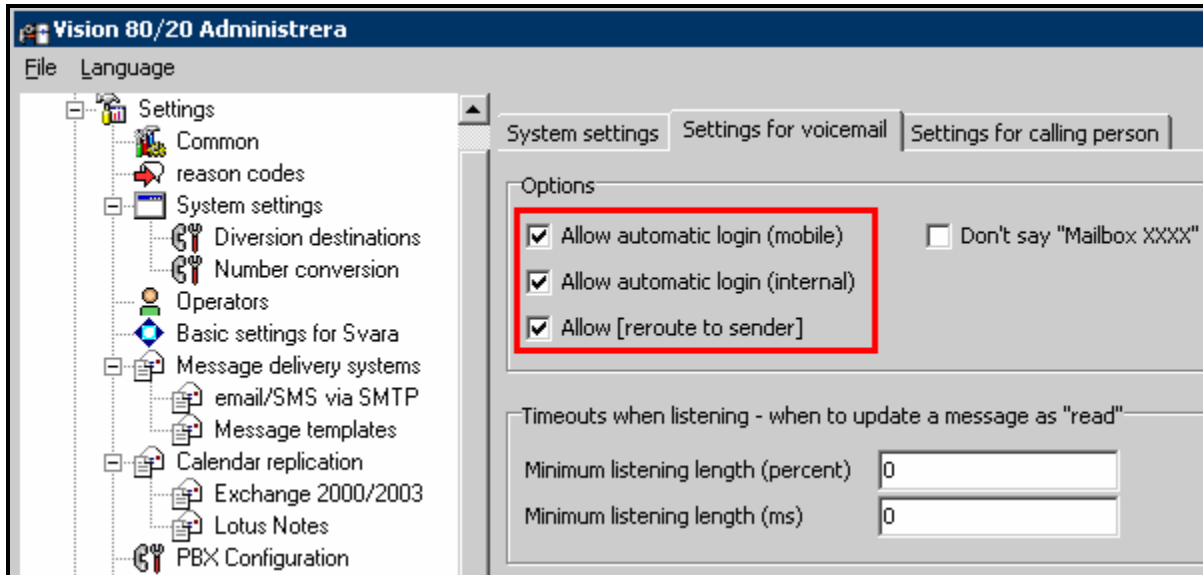 Vision 80/20 Administrera
File Language
Settings
Common
reason codes
System settings
Diversion destinations
Number conversion
Operators
Basic settings for Svara
Message delivery systems
email/SMS via SMTP
Message templates
Calendar replication
Exchange 2000/2003
Lotus Notes
PBX Configuration
System settings Settings for voicemail Settings for calling person
Options
Allow automatic login (mobile) Don't say "Mailbox XXXX"
Allow automatic login (internal)
Allow [reroute to sender]
Timeouts when listening - when to update a message as "read"
Minimum listening length (percent) 0
Minimum listening length (ms) 0